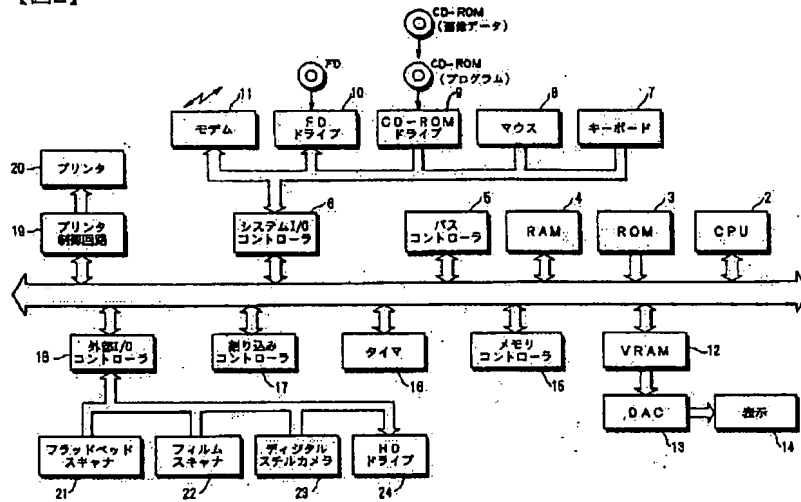 【図2】
CD-ROM
(画像データ)
FD
CD-ROM
(プログラム)
11
10
9
8
7
モデム
FD
ドライブ
CD-ROM
ドライブ
マウス
キーボード
20
プリンタ
19
プリンタ
制御回路
6
システムI/O
コントローラ
5
バス
コントローラ
4
RAM
3
ROM
2
CPU
18
外部I/O
コントローラ
割り込み
コントローラ
17
タイマ
16
メモリ
コントローラ
15
VRAM
12
DAC
13
表示
14
フラッドベッド
スキャナ
21
フィルム
スキャナ
22
ディジタル
スチルカメラ
23
HD
ドライブ
24